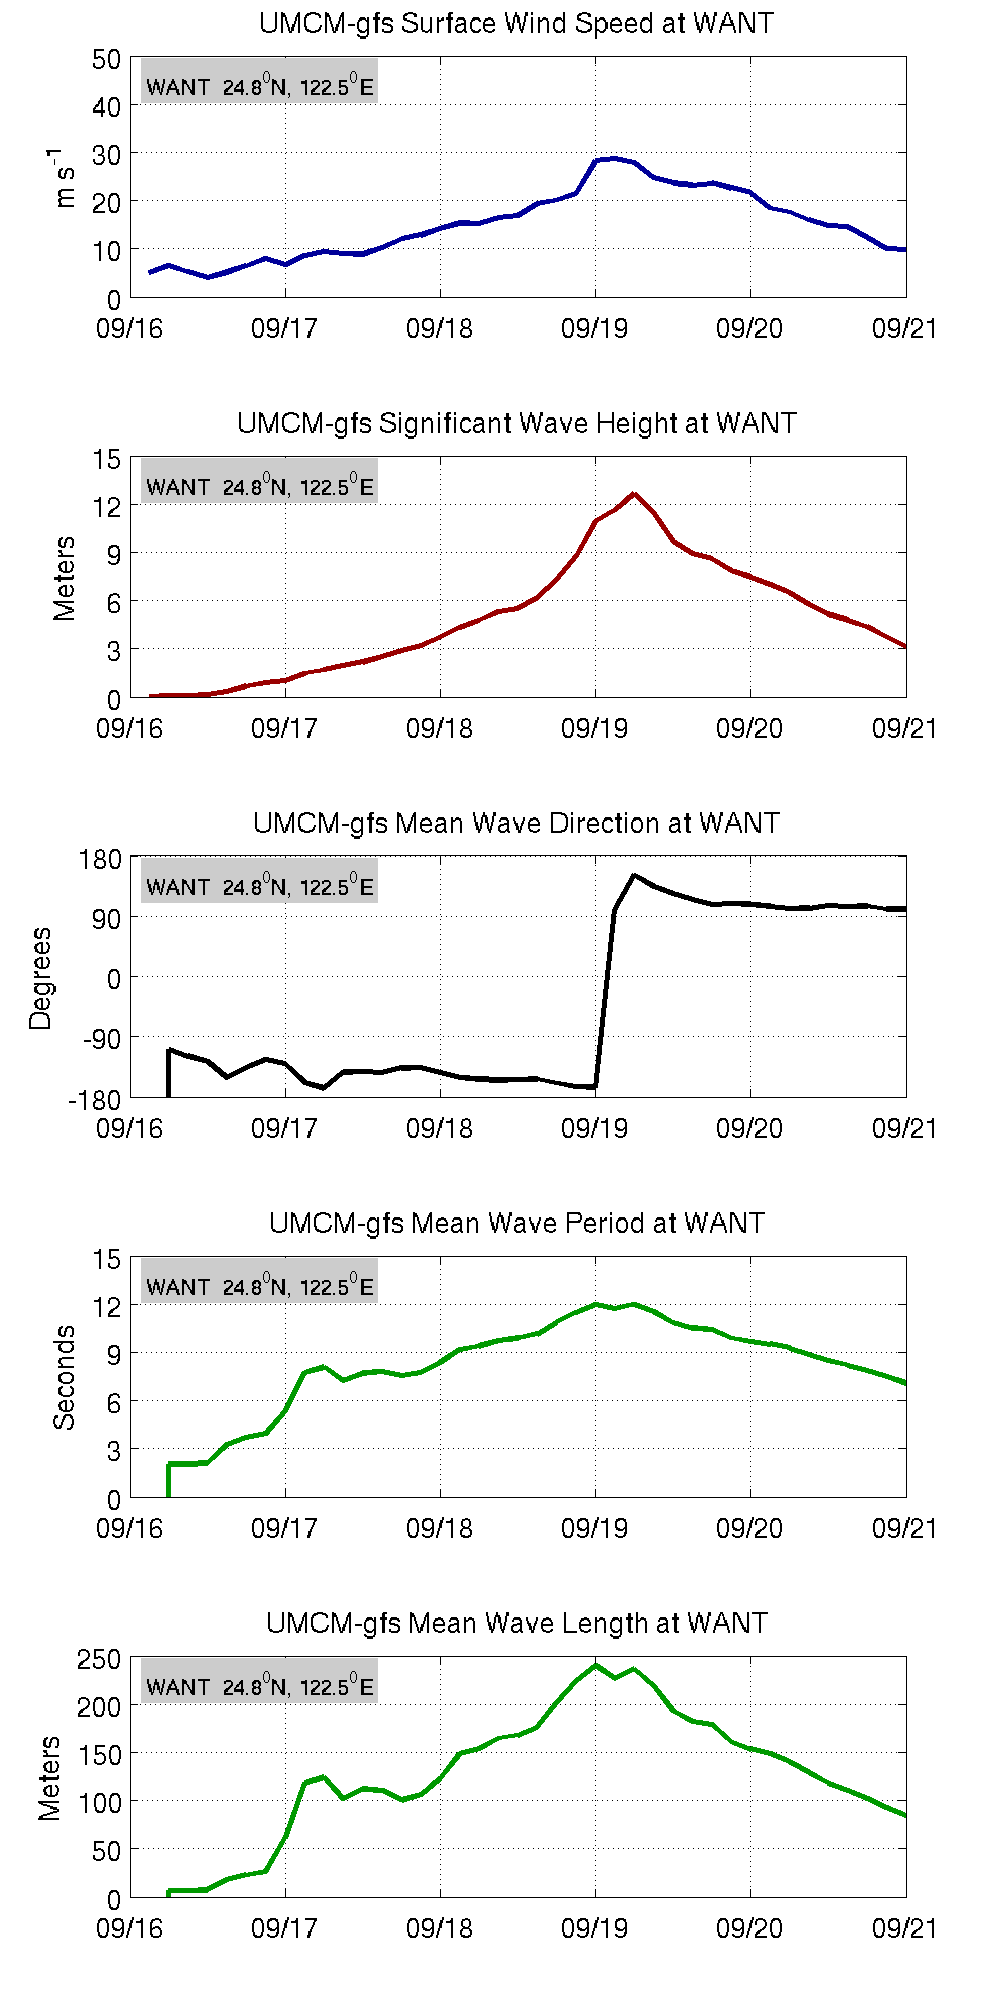 UMCM-gfs Surface Wind Speed at WANT
50
WANT 24.8⁰N, 122.5⁰E
40
30
m s⁻¹
20
10
0
09/16 09/17 09/18 09/19 09/20 09/21
UMCM-gfs Significant Wave Height at WANT
15
WANT 24.8⁰N, 122.5⁰E
12
9
Meters
6
3
0
09/16 09/17 09/18 09/19 09/20 09/21
UMCM-gfs Mean Wave Direction at WANT
180
WANT 24.8⁰N, 122.5⁰E
90
0
Degrees
-90
-180
09/16 09/17 09/18 09/19 09/20 09/21
UMCM-gfs Mean Wave Period at WANT
15
WANT 24.8⁰N, 122.5⁰E
12
9
Seconds
6
3
0
09/16 09/17 09/18 09/19 09/20 09/21
UMCM-gfs Mean Wave Length at WANT
250
WANT 24.8⁰N, 122.5⁰E
200
150
Meters
100
50
0
09/16 09/17 09/18 09/19 09/20 09/21